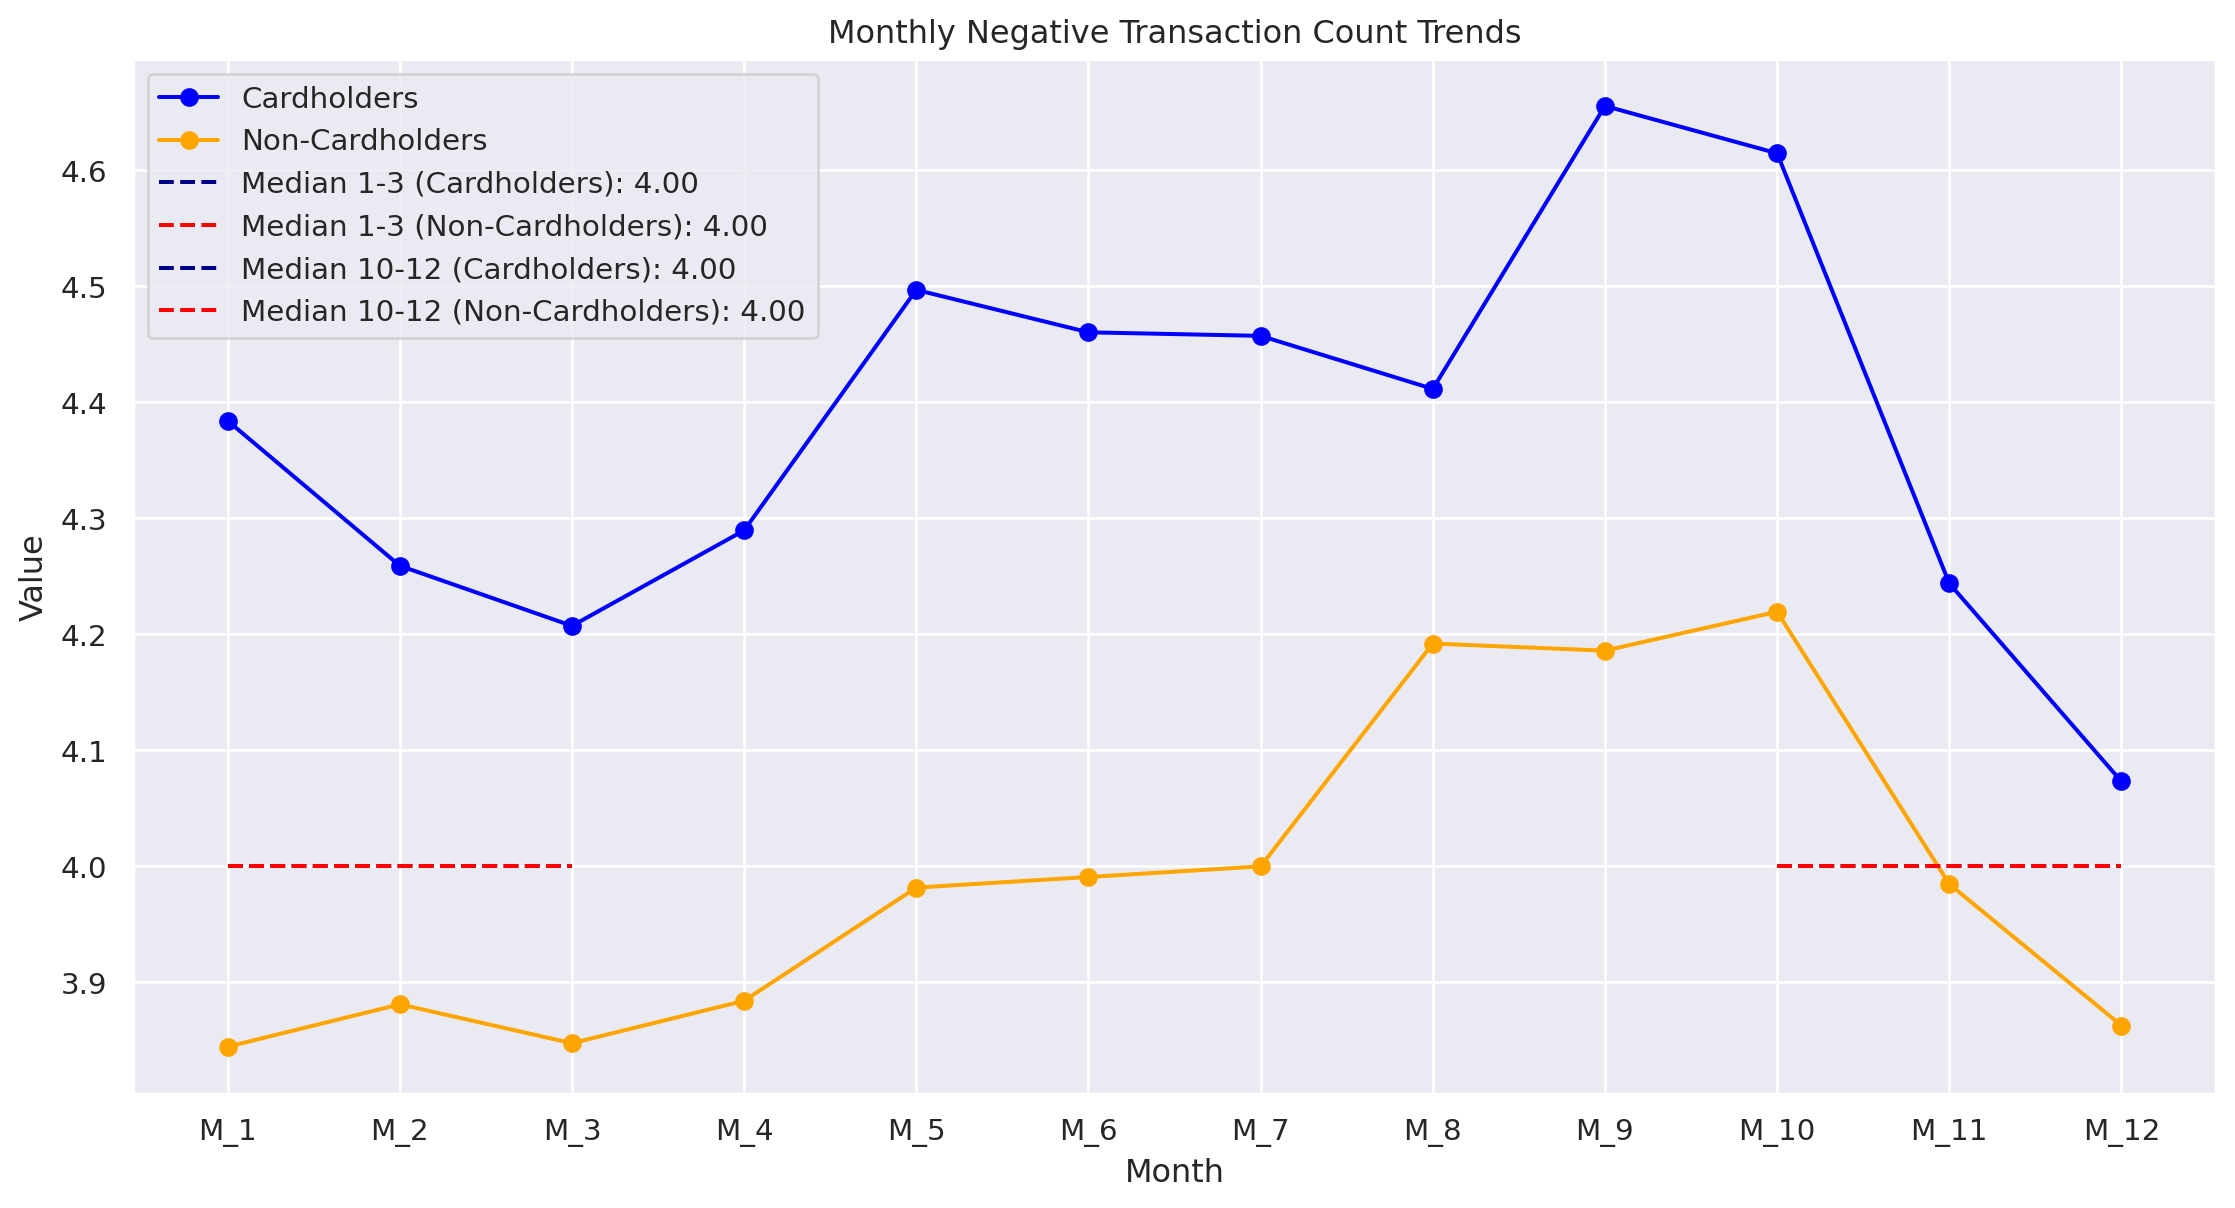 Monthly Negative Transaction Count Trends
Cardholders
Non-Cardholders
Median 1-3 (Cardholders): 4.00
Median 1-3 (Non-Cardholders): 4.00
Median 10-12 (Cardholders): 4.00
Median 10-12 (Non-Cardholders): 4.00
Value
4.6
4.5
4.4
4.3
4.2
4.1
4.0
3.9
M_1 M_2 M_3 M_4 M_5 M_6 M_7 M_8 M_9 M_10 M_11 M_12
Month